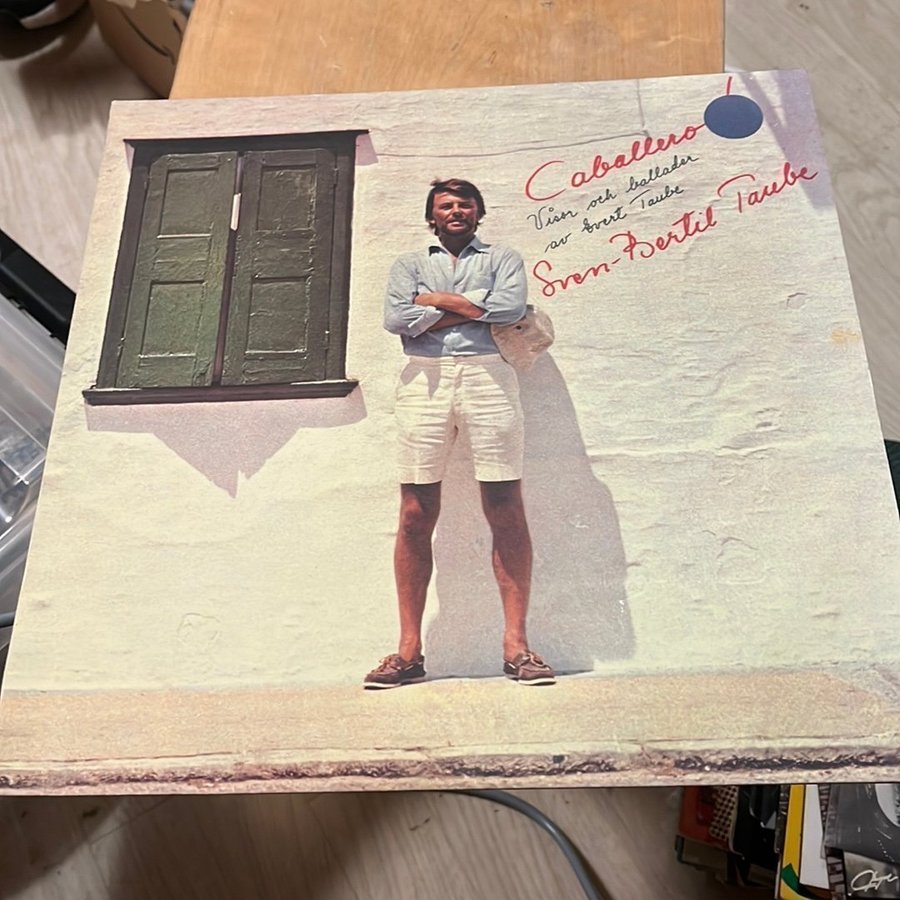 Caballero!
Visor och ballader
av Evert Taube
Sven-Bertil Taube